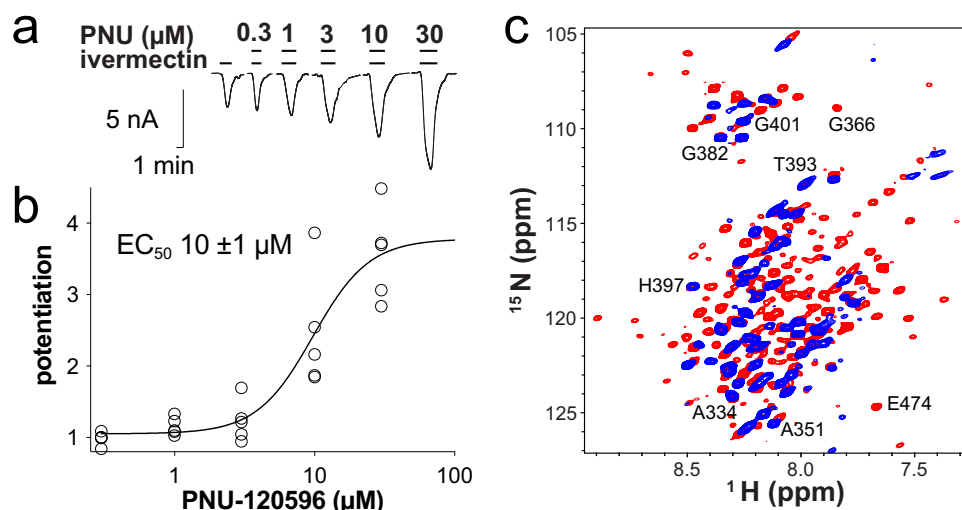 a
PNU (µM) 0.3 1 3 10 30
ivermectin
5 nA
1 min
b
4
3
2
1
potentiation
EC50 10 ±1 µM
1 10 100
PNU-120596 (µM)
c
105
110
115
120
125
15N (ppm)
G401 G366
G382
T393
H397
A334 E474
A351
8.5 8.0 7.5
1H (ppm)